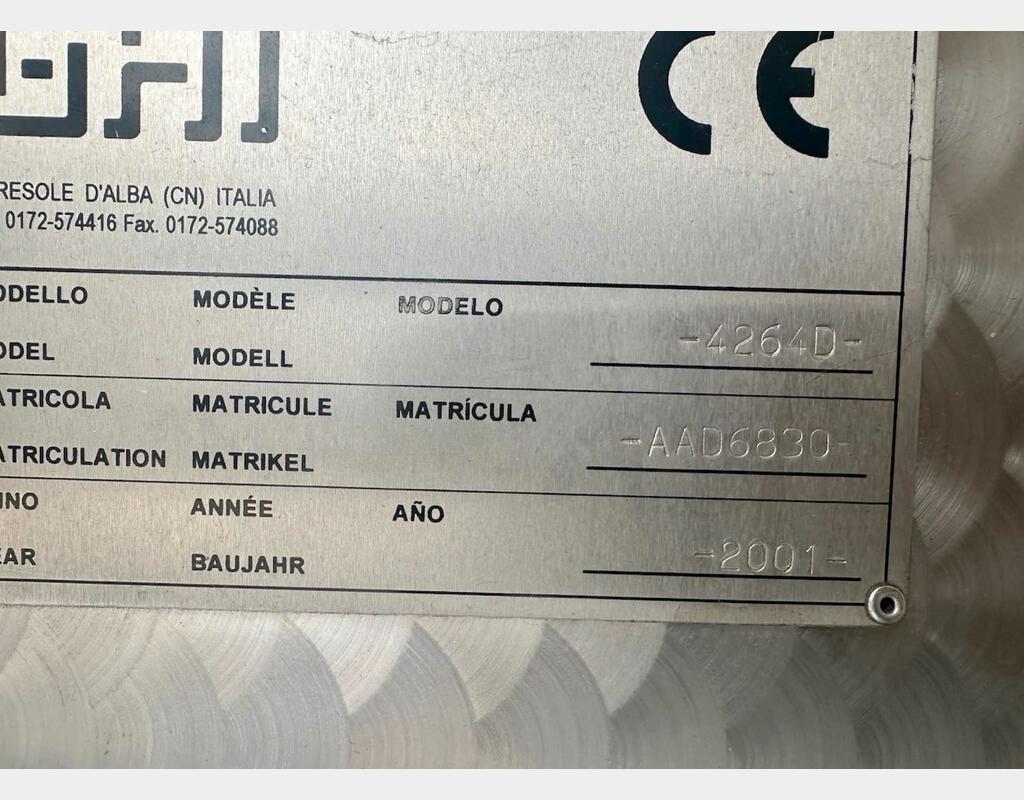 CE
RESOLE D'ALBA (CN) ITALIA
0172-574416 Fax. 0172-574088
ODELLO MODÈLE MODELO
ODEL MODELL -4264D-
ATRICOLA MATRICULE MATRÍCULA
ATRICULATION MATRIKEL -AAD6830-
NNO ANNÉE AÑO
EAR BAUJAHR -2001-